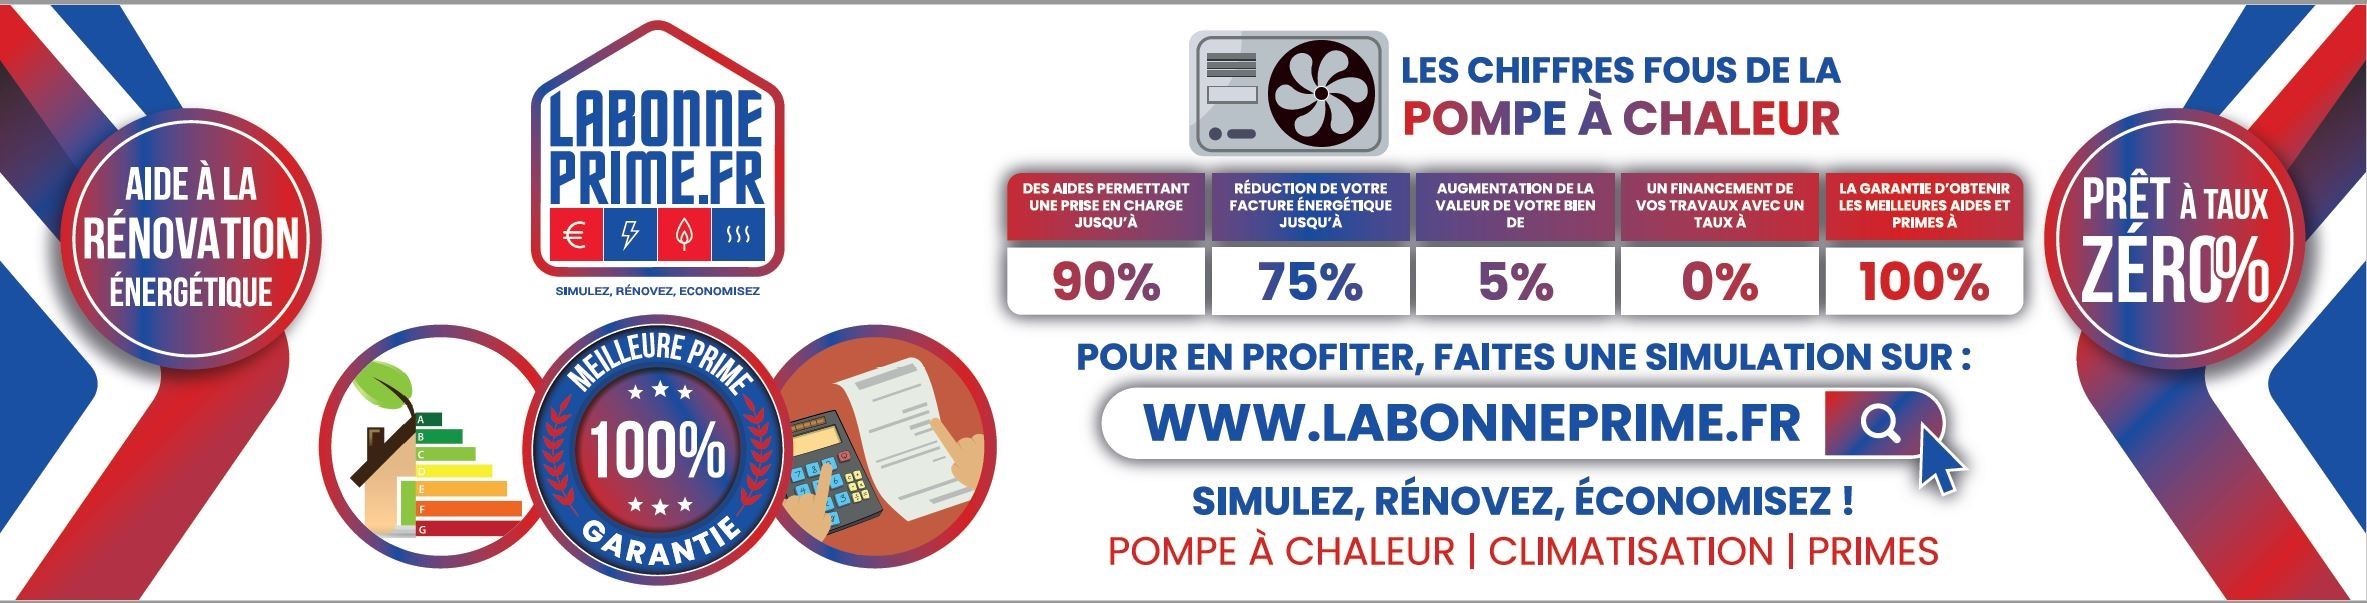 AIDE À LA
RÉNOVATION
ÉNERGÉTIQUE
LABONNE
PRIME.FR
€
SIMULEZ, RÉNOVEZ, ECONOMISEZ
A
B
C
D
E
F
G
MEILLEURE PRIME
100%
GARANTIE
LES CHIFFRES FOUS DE LA
POMPE À CHALEUR
DES AIDES PERMETTANT
UNE PRISE EN CHARGE
JUSQU'À
90%
RÉDUCTION DE VOTRE
FACTURE ÉNERGÉTIQUE
JUSQU'À
75%
AUGMENTATION DE LA
VALEUR DE VOTRE BIEN
DE
5%
UN FINANCEMENT DE
VOS TRAVAUX AVEC UN
TAUX À
0%
LA GARANTIE D'OBTENIR
LES MEILLEURES AIDES ET
PRIMES À
100%
POUR EN PROFITER, FAITES UNE SIMULATION SUR :
WWW.LABONNEPRIME.FR
SIMULEZ, RÉNOVEZ, ÉCONOMISEZ !
POMPE À CHALEUR | CLIMATISATION | PRIMES
PRÊT À TAUX
ZÉRO%